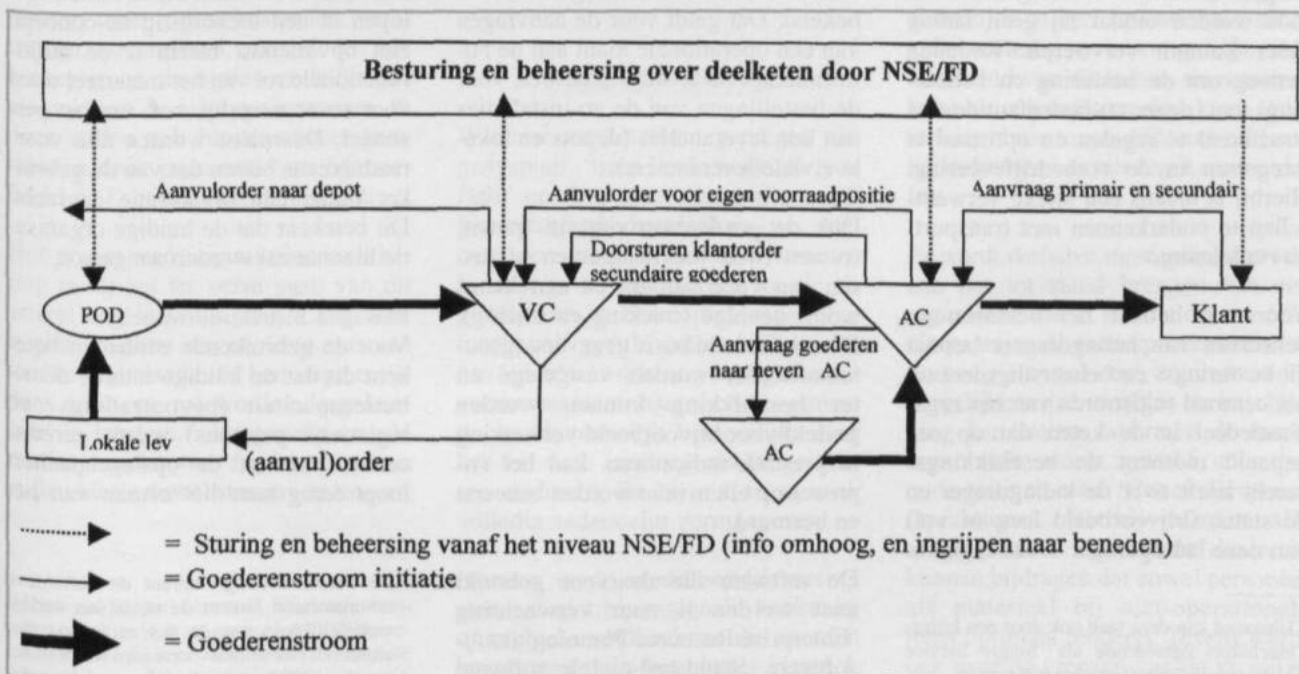 Besturing en beheersing over deelketen door NSE/FD
Aanvulorder naar depot
Aanvulorder voor eigen voorraadpositie
Aanvraag primair en secundair
Doorsturen klantorder
secundaire goederen
POD
VC
AC
Klant
Aanvraag goederen
naar neven AC
Lokale lev
(aanvul)order
AC
= Sturing en beheersing vanaf het niveau NSE/FD (info omhoog, en ingrijpen naar beneden)
= Goederenstroom initiatie
= Goederenstroom